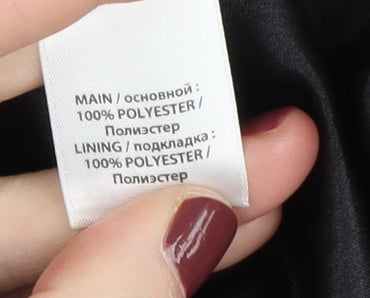 MAIN / основной :
100% POLYESTER /
Полиэстер
LINING / подкладка :
100% POLYESTER /
Полиэстер